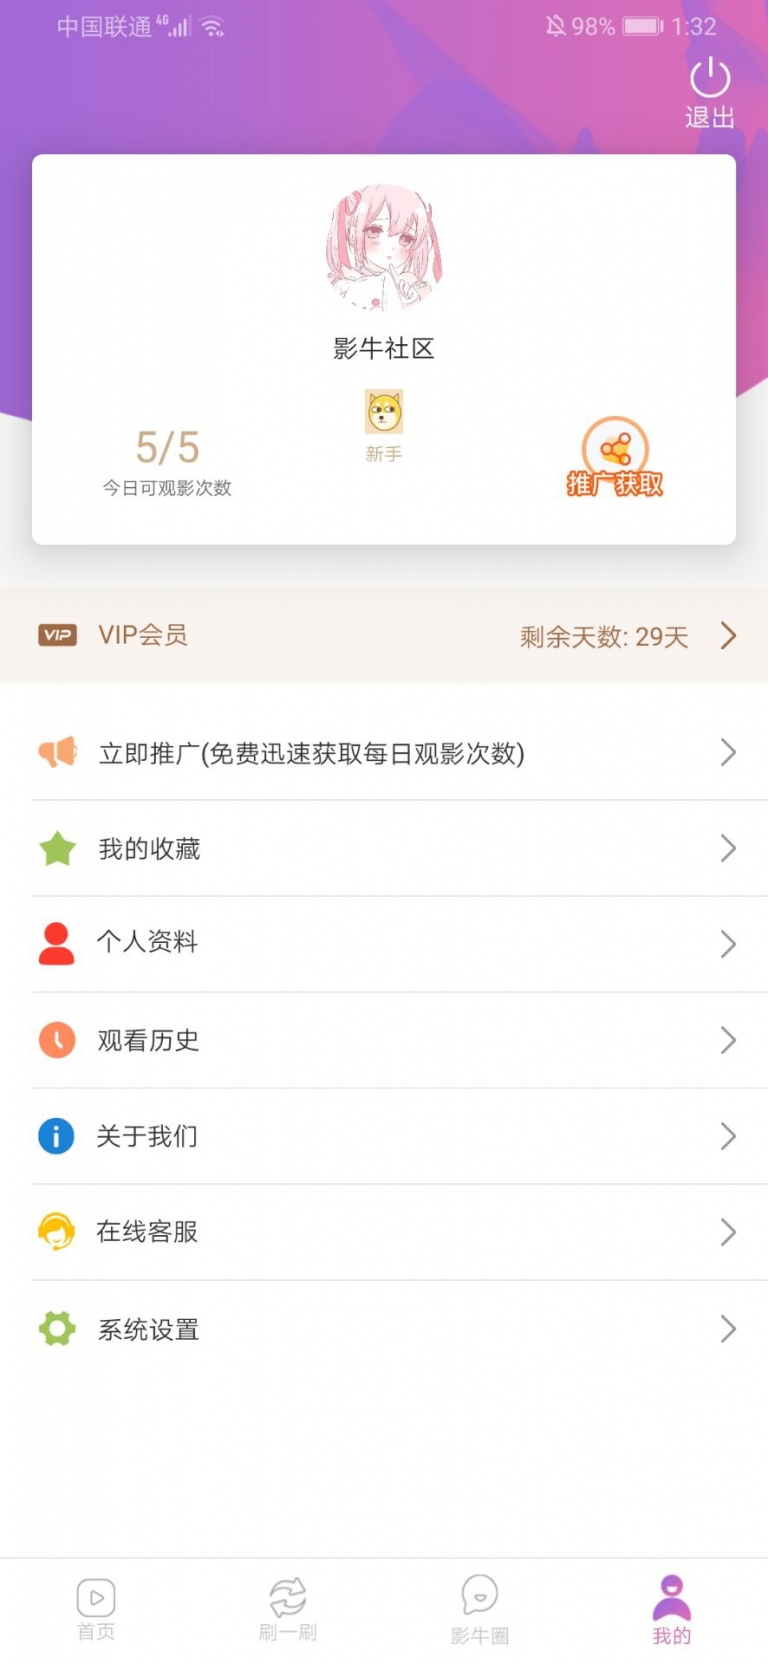 中国联通 4G 98% 1:32
退出
影牛社区
新手
5/5
今日可观影次数
推广获取
VIP VIP会员 剩余天数: 29天
立即推广(免费迅速获取每日观影次数)
我的收藏
个人资料
观看历史
关于我们
在线客服
系统设置
首页 刷一刷 影牛圈 我的